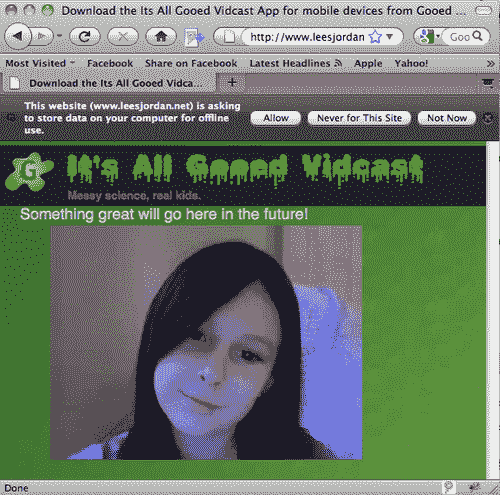 Download the Its All Gooed Vidcast App for mobile devices from Gooed
http://www.leesjordan
Goo
Most Visited Facebook Share on Facebook Latest Headlines Apple Yahoo!
Download the Its All Gooed Vidca...
This website (www.leesjordan.net) is asking
to store data on your computer for offline
use.
Allow Never for This Site Not Now
G It's All Gooed Vidcast
Messy science, real kids.
Something great will go here in the future!
Done